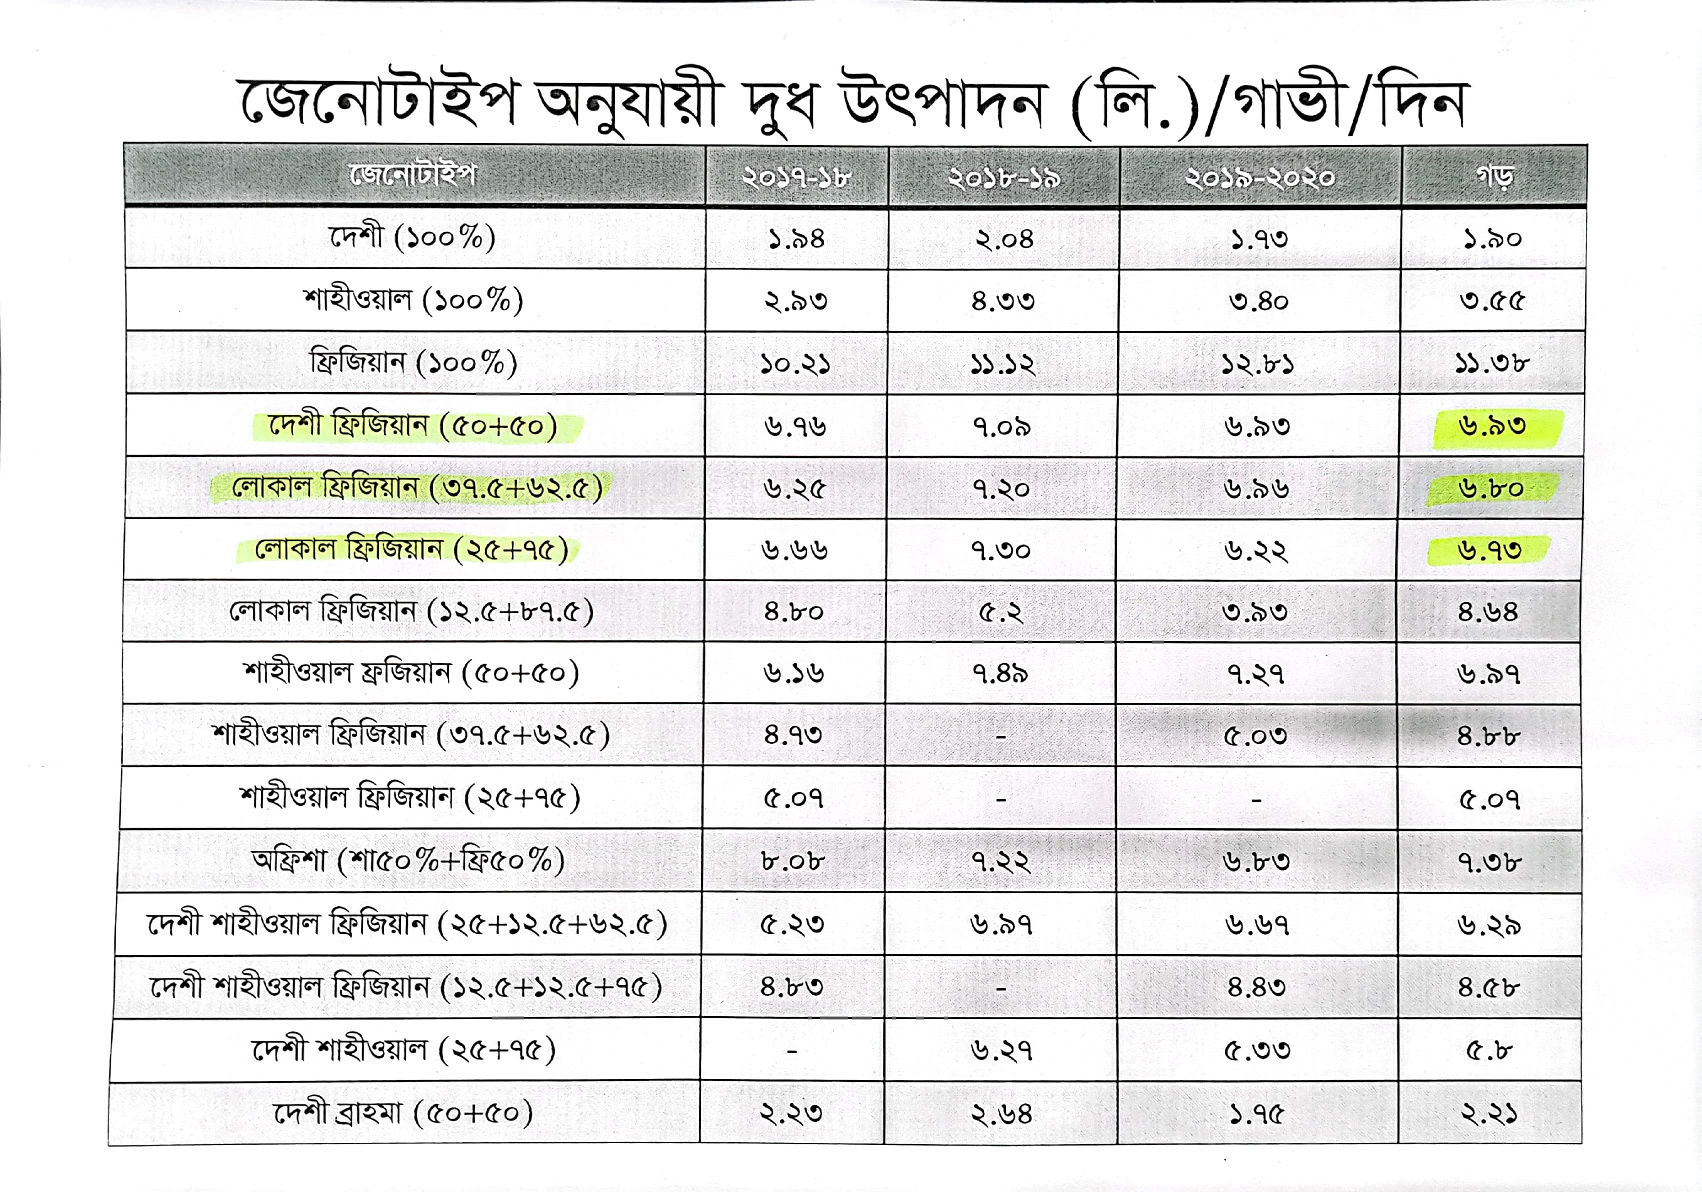 জেনোটাইপ অনুযায়ী দুধ উৎপাদন (লি.)/গাভী/দিন
জেনোটাইপ ২০১৭-১৮ ২০১৮-১৯ ২০১৯-২০২০ গড়
দেশী (১০০%) ১.৯৪ ২.০৪ ১.৭৩ ১.৯০
শাহীওয়াল (১০০%) ২.৯৩ ৪.৩৩ ৩.৪০ ৩.৫৫
ফ্রিজিয়ান (১০০%) ১০.২১ ১১.১২ ১২.৮১ ১১.৩৮
দেশী ফ্রিজিয়ান (৫০+৫০) ৬.৭৬ ৭.০৯ ৬.৯৩ ৬.৯৩
লোকাল ফ্রিজিয়ান (৩৭.৫+৬২.৫) ৬.২৫ ৭.২০ ৬.৯৬ ৬.৮০
লোকাল ফ্রিজিয়ান (২৫+৭৫) ৬.৬৬ ৭.৩০ ৬.২২ ৬.৭৩
লোকাল ফ্রিজিয়ান (১২.৫+৮৭.৫) ৪.৮০ ৫.২ ৩.৯৩ ৪.৬৪
শাহীওয়াল ফ্রজিয়ান (৫০+৫০) ৬.১৬ ৭.৪৯ ৭.২৭ ৬.৯৭
শাহীওয়াল ফ্রিজিয়ান (৩৭.৫+৬২.৫) ৪.৭৩ - ৫.০৩ ৪.৮৮
শাহীওয়াল ফ্রিজিয়ান (২৫+৭৫) ৫.০৭ - - ৫.০৭
অফ্রিশা (শা৫০%+ফ্রি৫০%) ৮.০৮ ৭.২২ ৬.৮৩ ৭.৩৮
দেশী শাহীওয়াল ফ্রিজিয়ান (২৫+১২.৫+৬২.৫) ৫.২৩ ৬.৯৭ ৬.৬৭ ৬.২৯
দেশী শাহীওয়াল ফ্রিজিয়ান (১২.৫+১২.৫+৭৫) ৪.৮৩ - ৪.৪৩ ৪.৫৮
দেশী শাহীওয়াল (২৫+৭৫) - ৬.২৭ ৫.৩৩ ৫.৮
দেশী ব্রাহমা (৫০+৫০) ২.২৩ ২.৬৪ ১.৭৫ ২.২১